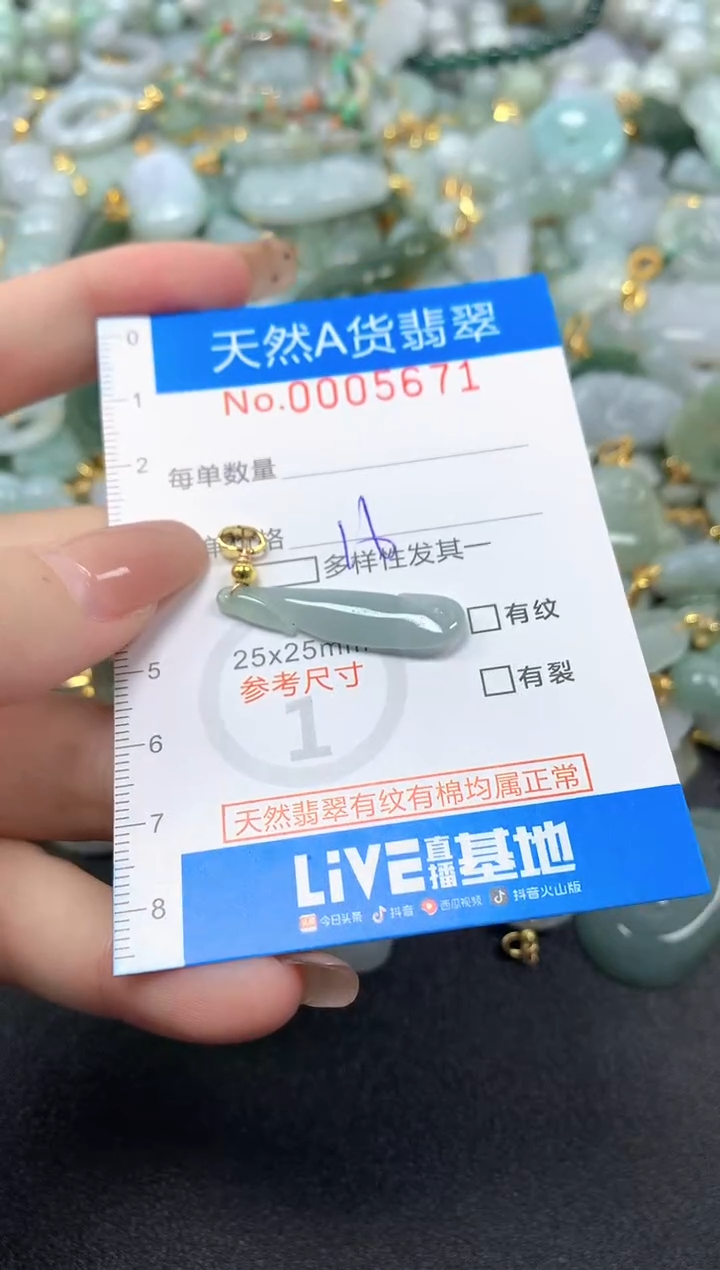 天然A货翡翠
No.0005671
0
1
2
每单数量
格
多样性发其一
25x25mm
有纹
5
参考尺寸
有裂
6
1
天然翡翠有纹有棉均属正常
7
LiVE直播基地
8
今日头条 抖音 西瓜视频 抖音火山版